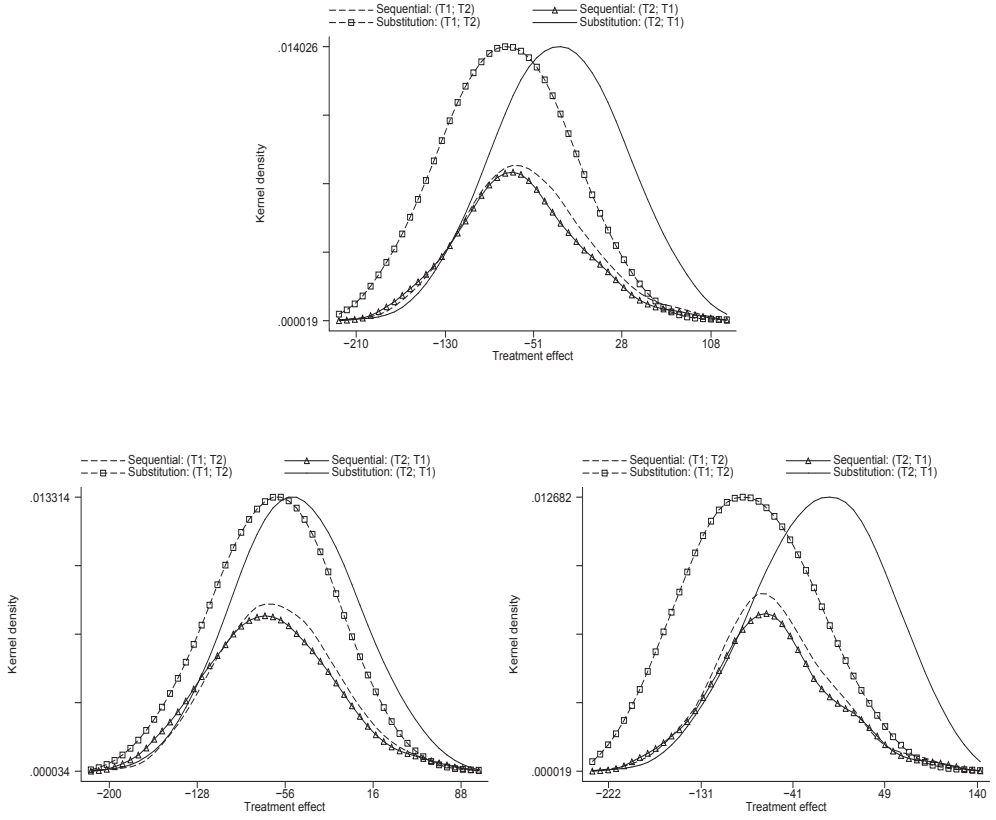 Sequential: (T1; T2) Sequential: (T2; T1)
Substitution: (T1; T2) Substitution: (T2; T1)
.014026
Kernel density
.000019
−210 −130 −51 28 108
Treatment effect
Sequential: (T1; T2) Sequential: (T2; T1)
Substitution: (T1; T2) Substitution: (T2; T1)
.013314
Kernel density
.000034
−200 −128 −56 16 88
Treatment effect
Sequential: (T1; T2) Sequential: (T2; T1)
Substitution: (T1; T2) Substitution: (T2; T1)
.012682
Kernel density
.000019
−222 −131 −41 49 140
Treatment effect